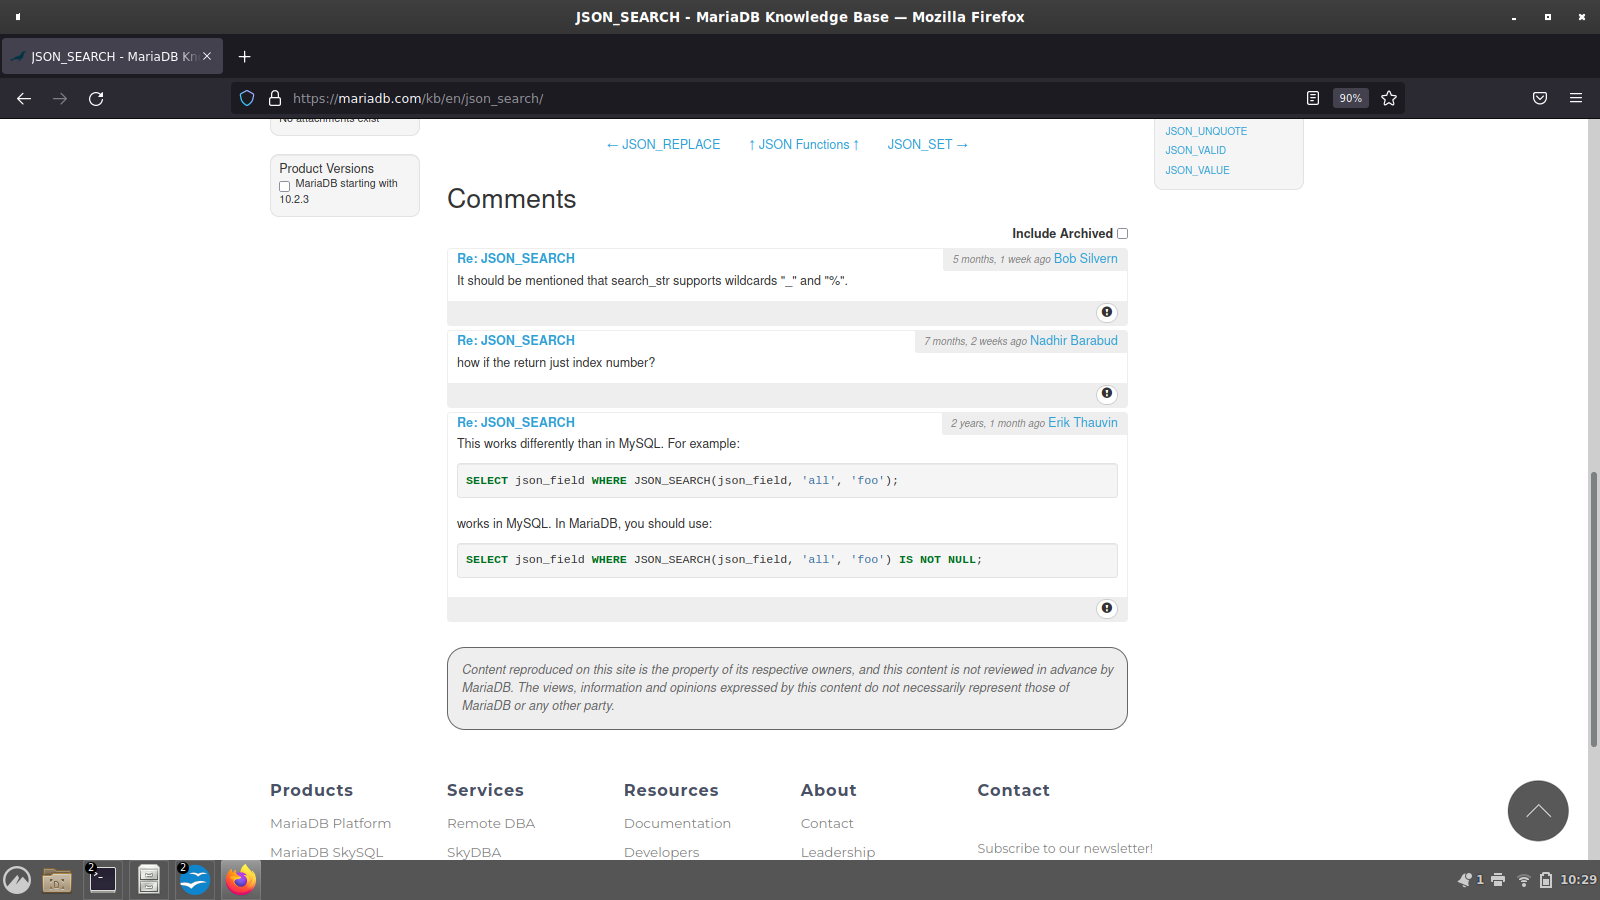 JSON_SEARCH - MariaDB Knowledge Base — Mozilla Firefox
JSON_SEARCH - MariaDB Kn
https://mariadb.com/kb/en/json_search/
90%
No attachments exist
Product Versions
MariaDB starting with
10.2.3
← JSON_REPLACE
↑ JSON Functions ↑
JSON_SET →
JSON_UNQUOTE
JSON_VALID
JSON_VALUE
Comments
Include Archived
Re: JSON_SEARCH
5 months, 1 week ago Bob Silvern
It should be mentioned that search_str supports wildcards "_" and "%".
Re: JSON_SEARCH
7 months, 2 weeks ago Nadhir Barabud
how if the return just index number?
Re: JSON_SEARCH
2 years, 1 month ago Erik Thauvin
This works differently than in MySQL. For example:
SELECT json_field WHERE JSON_SEARCH(json_field, 'all', 'foo');
works in MySQL. In MariaDB, you should use:
SELECT json_field WHERE JSON_SEARCH(json_field, 'all', 'foo') IS NOT NULL;
Content reproduced on this site is the property of its respective owners, and this content is not reviewed in advance by
MariaDB. The views, information and opinions expressed by this content do not necessarily represent those of
MariaDB or any other party.
Products
MariaDB Platform
MariaDB SkySQL
Services
Remote DBA
SkyDBA
Resources
Documentation
Developers
About
Contact
Leadership
Contact
Subscribe to our newsletter!
2
2
1
10:29